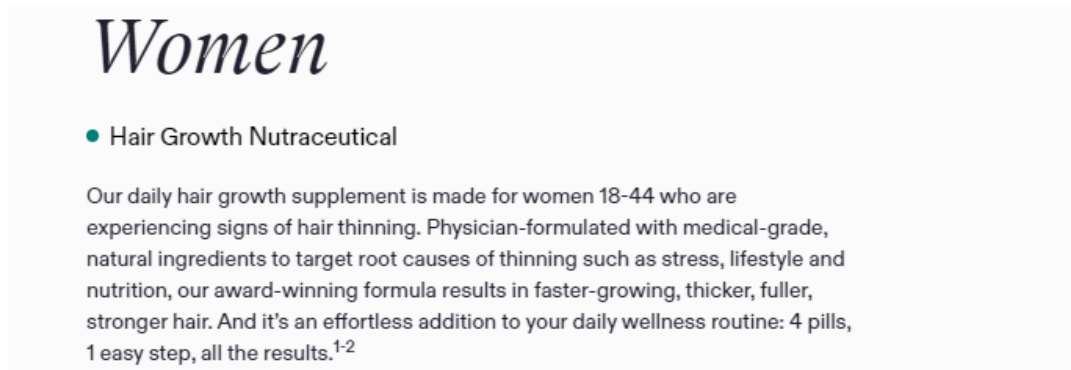 Women
Hair Growth Nutraceutical
Our daily hair growth supplement is made for women 18-44 who are
experiencing signs of hair thinning. Physician-formulated with medical-grade,
natural ingredients to target root causes of thinning such as stress, lifestyle and
nutrition, our award-winning formula results in faster-growing, thicker, fuller,
stronger hair. And it's an effortless addition to your daily wellness routine: 4 pills,
1 easy step, all the results.1-2